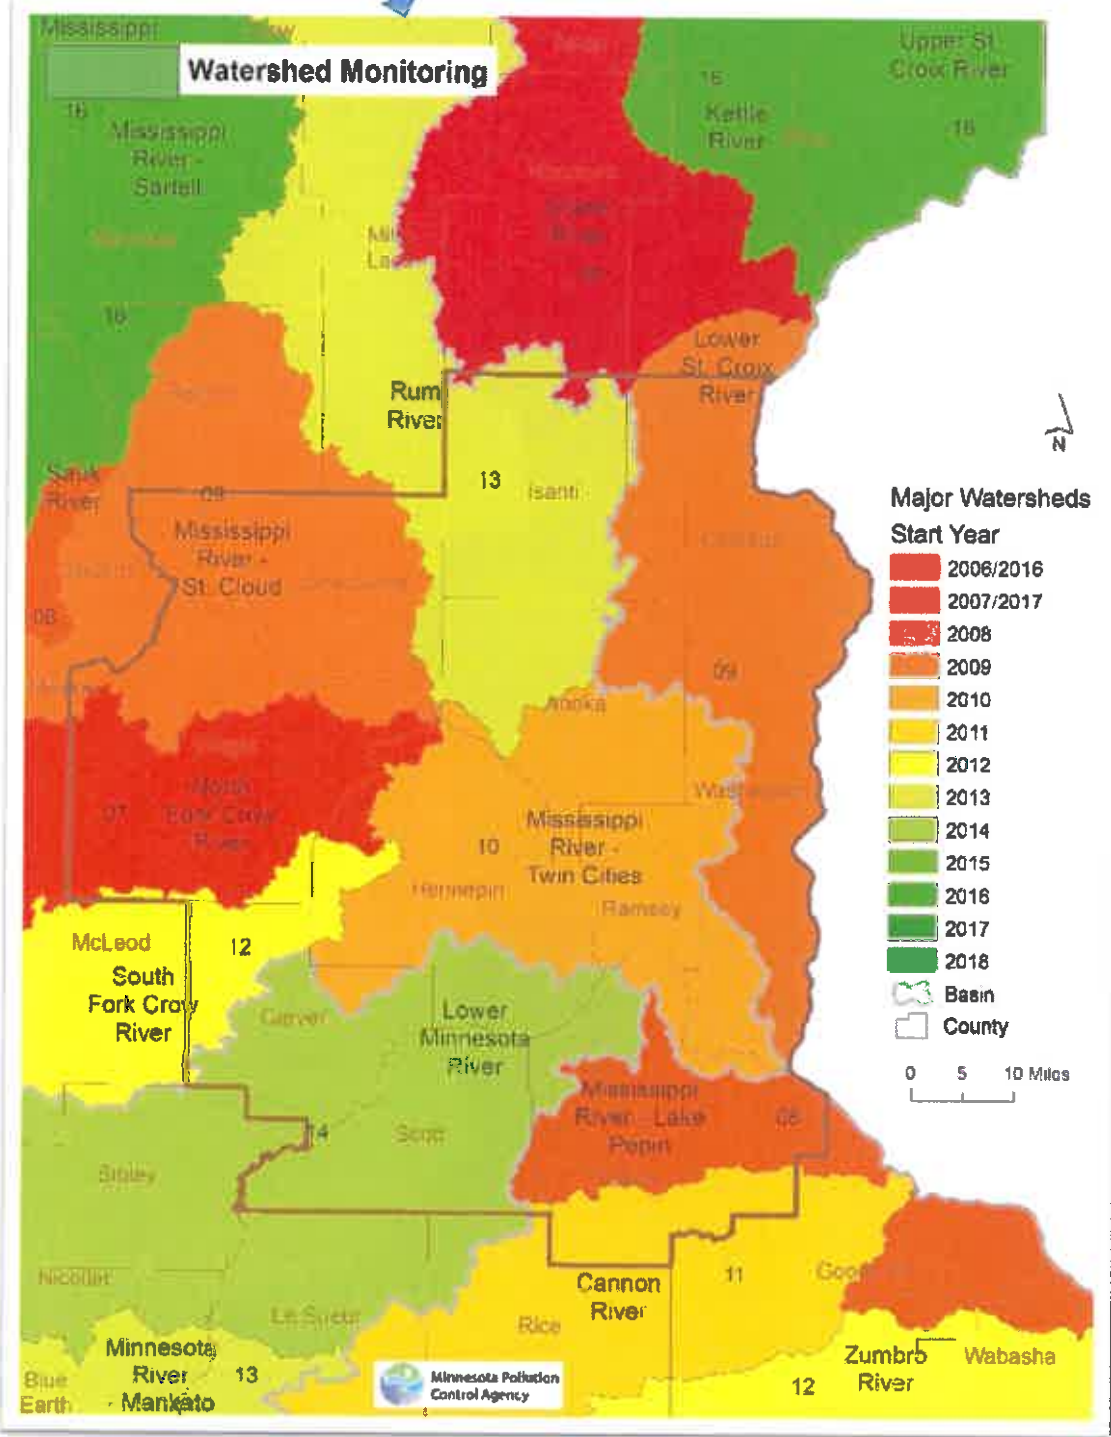 Mississippi
Watershed Monitoring
Upper St.
Croix River
16
Kettle
River
16
16
Mississippi
River -
Sartell
16
Lower
St. Croix
River
Rum
River
13
Isanti
Sauk
River
09
Mississippi
River -
St. Cloud
08
09
Anoka
07
North
Fork Crow
River
10
Mississippi
River -
Twin Cities
Hennepin
Ramsey
McLeod
12
South
Fork Crow
River
Carver
Lower
Minnesota
River
Mississippi
River - Lake
Pepin
08
14
Scott
Sibley
Nicollet
Le Sueur
Cannon
River
11
Rice
Minnesota
River
Mankato
13
Blue
Earth
Zumbro
River
12
Wabasha
Minnesota Pollution
Control Agency
N
Major Watersheds
Start Year
2006/2016
2007/2017
2008
2009
2010
2011
2012
2013
2014
2015
2016
2017
2018
Basin
County
0 5 10 Miles